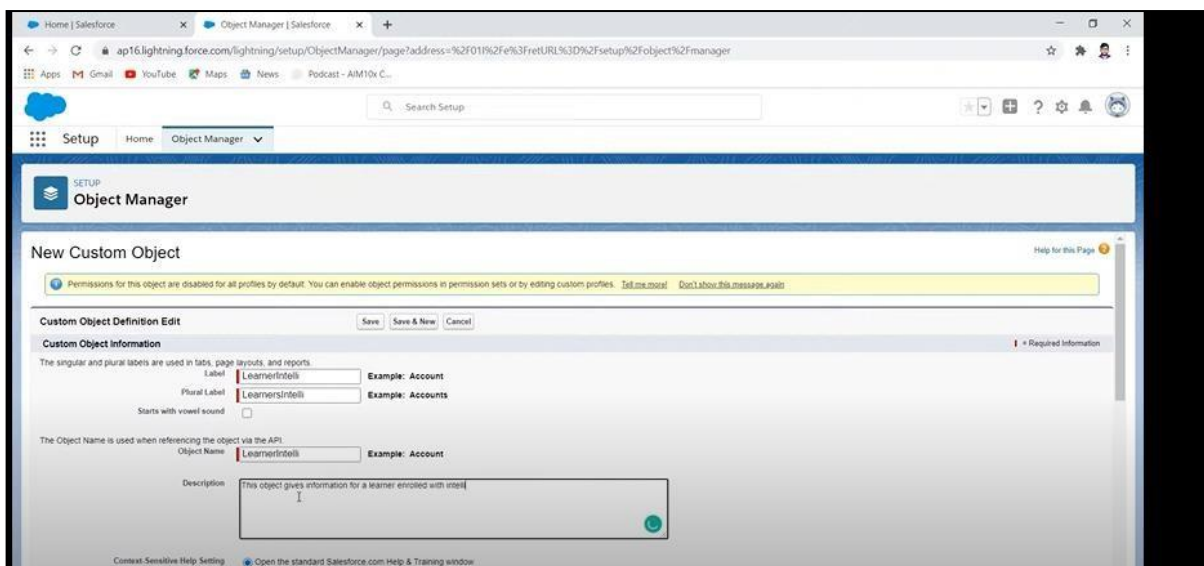 Home | Salesforce
Object Manager | Salesforce
ap16.lightning.force.com/lightning/setup/ObjectManager/page?address=%2F01I%2Fe%3FretURL%3D%2Fsetup%2Fobject%2Fmanager
Apps Gmail YouTube Maps News Podcast - AIM10x C...
Search Setup
Setup Home Object Manager
SETUP
Object Manager
New Custom Object
Help for this Page
Permissions for this object are disabled for all profiles by default. You can enable object permissions in permission sets or by editing custom profiles. Tell me more! Don't show this message again
Custom Object Definition Edit Save Save & New Cancel
Custom Object Information = Required Information
The singular and plural labels are used in tabs, page layouts, and reports.
Label LearnerIntelli Example: Account
Plural Label LearnersIntelli Example: Accounts
Starts with vowel sound
The Object Name is used when referencing the object via the API.
Object Name LearnerIntelli Example: Account
Description This object gives information for a learner enrolled with intelli
Context-Sensitive Help Setting Open the standard Salesforce.com Help & Training window